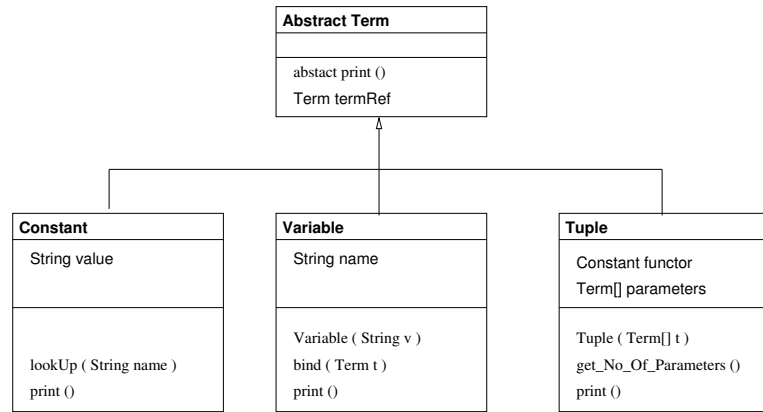 Abstract Term
abstact print ()
Term termRef
Constant
String value
lookUp ( String name )
print ()
Variable
String name
Variable ( String v )
bind ( Term t )
print ()
Tuple
Constant functor
Term[] parameters
Tuple ( Term[] t )
get_No_Of_Parameters ()
print ()